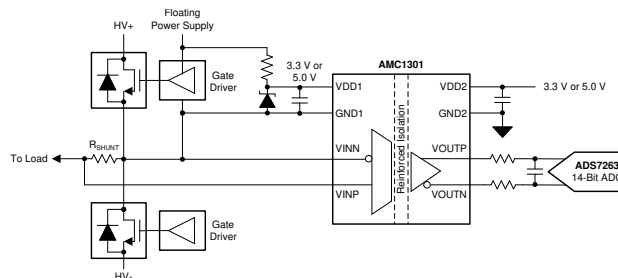 Floating
Power Supply
HV+
Gate
Driver
3.3 V or
5.0 V
AMC1301
VDD1
VDD2
3.3 V or 5.0 V
GND1
GND2
Reinforced Isolation
RSHUNT
To Load
VINN
VOUTP
ADS7263
14-Bit ADC
VINP
VOUTN
Gate
Driver
HV-